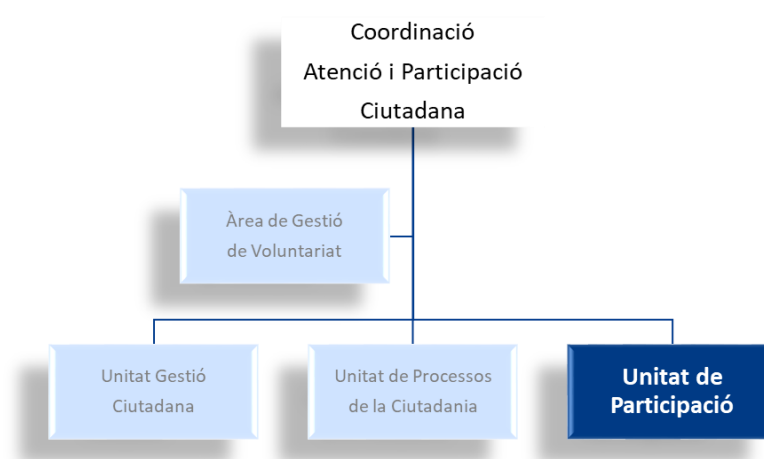 Coordinació
Atenció i Participació
Ciutadana
Àrea de Gestió
de Voluntariat
Unitat Gestió
Ciutadana
Unitat de Processos
de la Ciutadania
Unitat de
Participació